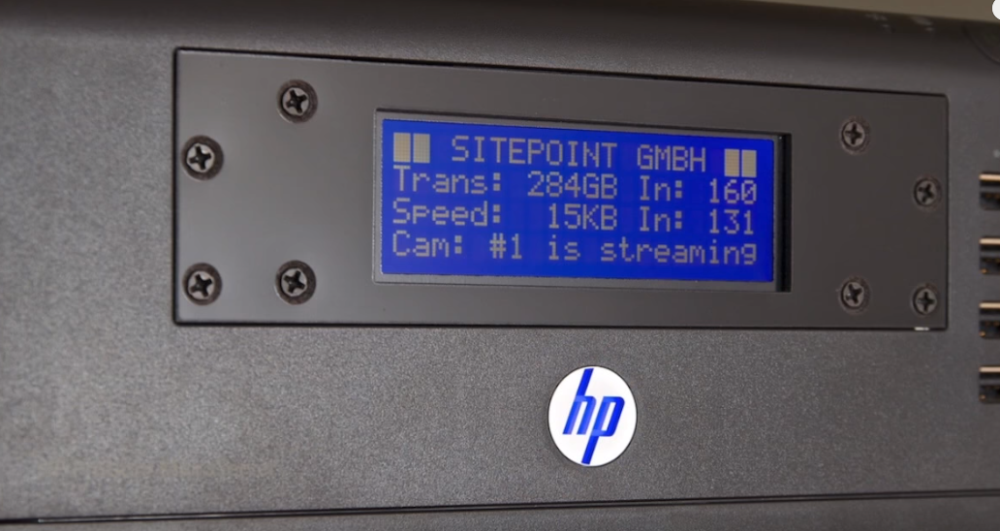 SITEPOINT GMBH
Trans: 284GB In: 160
Speed: 15KB In: 131
Cam: #1 is streaming
hp